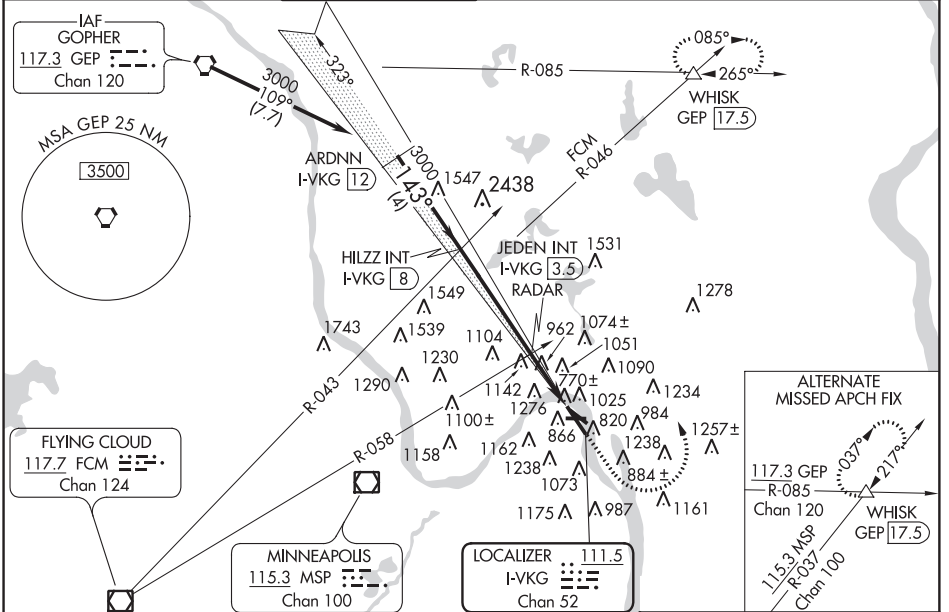 IAF
GOPHER
117.3 GEP
Chan 120
3000
109°
(7.7)
323°
R-085
085°
265°
WHISK
GEP 17.5
MSA GEP 25 NM
3500
ARDNN
I-VKG 12
3000
143°
(4)
1547
2438
FCM
R-046
HILZZ INT
I-VKG 8
JEDEN INT
I-VKG 3.5
RADAR
1531
1278
1549
1743
1539
1104
962
1074±
1051
1290
1230
1142
770±
1090
1276
1025
1234
R-043
1100±
866
820
984
1257±
R-058
1158
1162
1238
1238
884±
1073
1175
987
1161
FLYING CLOUD
117.7 FCM
Chan 124
MINNEAPOLIS
115.3 MSP
Chan 100
LOCALIZER 111.5
I-VKG
Chan 52
ALTERNATE
MISSED APCH FIX
037°
217°
117.3 GEP
R-085
Chan 120
WHISK
GEP 17.5
115.3 MSP
R-037
Chan 100